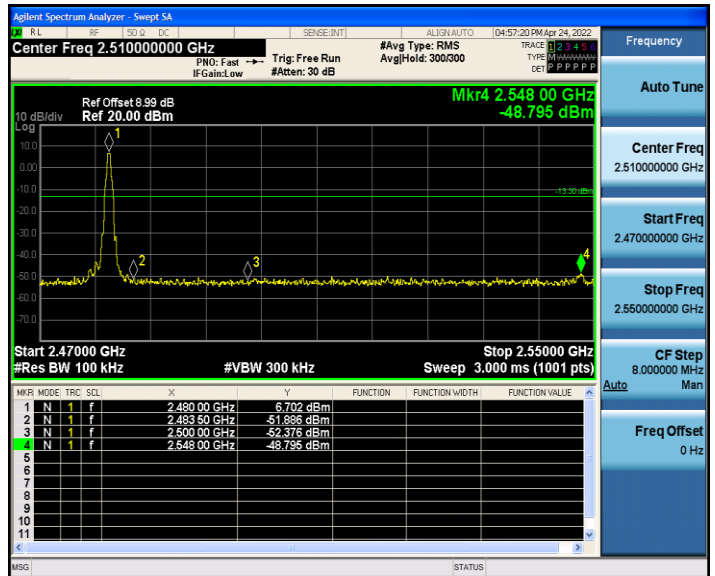 Agilent Spectrum Analyzer - Swept SA
RL RF 50 Ω DC SENSE:INT ALIGNAUTO 04:57:20 PM Apr 24, 2022
Center Freq 2.510000000 GHz
PNO: Fast
IFGain:Low
Trig: Free Run
#Atten: 30 dB
#Avg Type: RMS
Avg|Hold: 300/300
TRACE 1 2 3 4 5 6
TYPE M
DET P P P P P P
Ref Offset 8.99 dB
10 dB/div Ref 20.00 dBm
Log
Mkr4 2.548 00 GHz
-48.795 dBm
10.0
0.00
-10.0
-20.0
-30.0
-40.0
-50.0
-60.0
-70.0
1
2
3
4
-13.30 dBm
Start 2.47000 GHz Stop 2.55000 GHz
#Res BW 100 kHz #VBW 300 kHz Sweep 3.000 ms (1001 pts)
MKR MODE TRC SCL X Y FUNCTION FUNCTION WIDTH FUNCTION VALUE
1 N 1 f 2.480 00 GHz 6.702 dBm
2 N 1 f 2.483 50 GHz -51.886 dBm
3 N 1 f 2.500 00 GHz -52.376 dBm
4 N 1 f 2.548 00 GHz -48.795 dBm
5
6
7
8
9
10
11
MSG STATUS
Frequency
Auto Tune
Center Freq
2.510000000 GHz
Start Freq
2.470000000 GHz
Stop Freq
2.550000000 GHz
CF Step
8.000000 MHz
Auto Man
Freq Offset
0 Hz